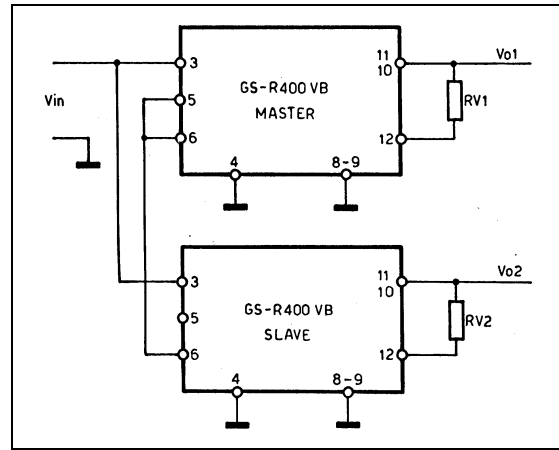 3
11
Vo1
10
Vin
5
GS-R400 VB
MASTER
RV1
6
12
4
8-9
3
11
Vo2
10
5
GS-R400 VB
SLAVE
RV2
6
12
4
8-9